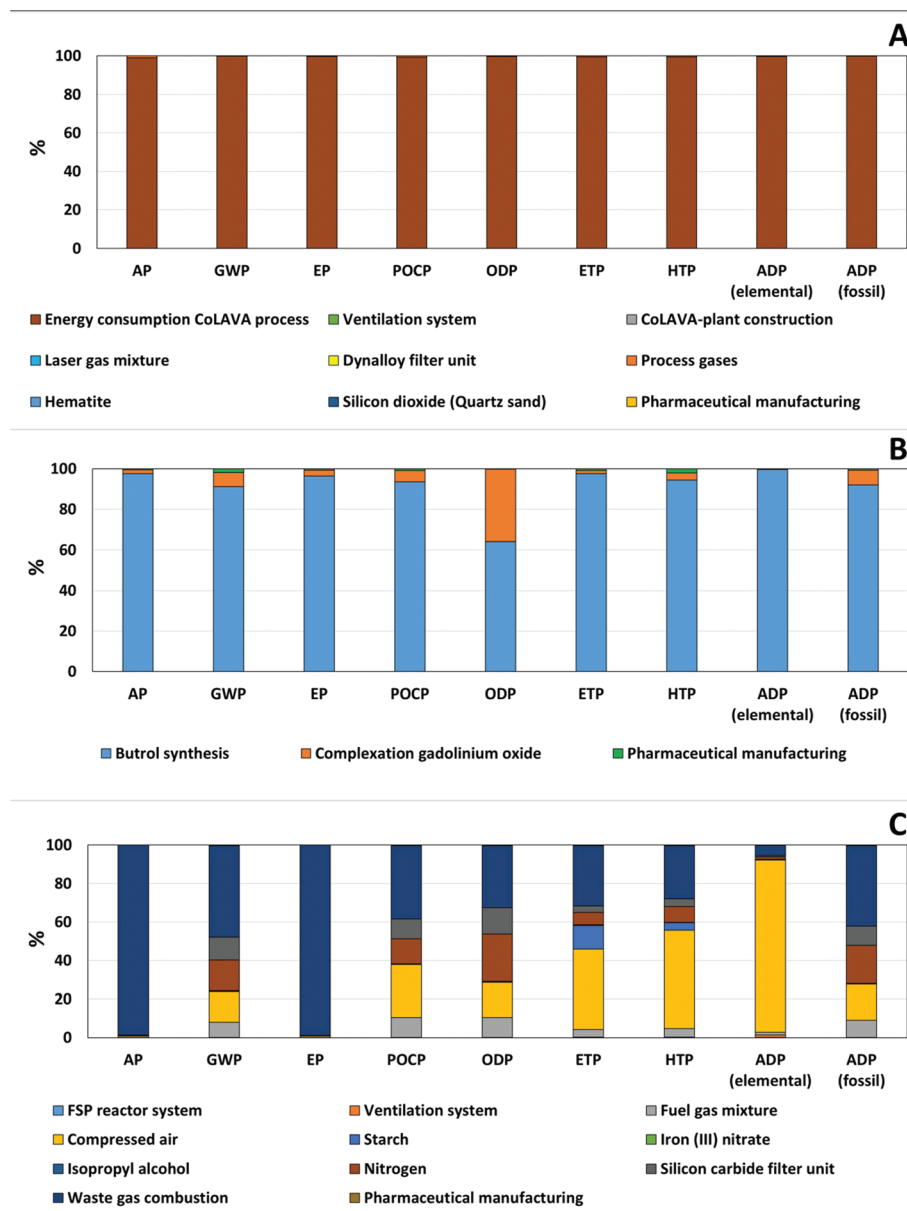 A
100
80
60
40
20
0
%
AP GWP EP POCP ODP ETP HTP ADP (elemental) ADP (fossil)
Energy consumption CoLAVA process Ventilation system CoLAVA-plant construction
Laser gas mixture Dynalloy filter unit Process gases
Hematite Silicon dioxide (Quartz sand) Pharmaceutical manufacturing
B
100
80
60
40
20
0
%
AP GWP EP POCP ODP ETP HTP ADP (elemental) ADP (fossil)
Butrol synthesis Complexation gadolinium oxide Pharmaceutical manufacturing
C
100
80
60
40
20
0
%
AP GWP EP POCP ODP ETP HTP ADP (elemental) ADP (fossil)
FSP reactor system Ventilation system Fuel gas mixture
Compressed air Starch Iron (III) nitrate
Isopropyl alcohol Nitrogen Silicon carbide filter unit
Waste gas combustion Pharmaceutical manufacturing